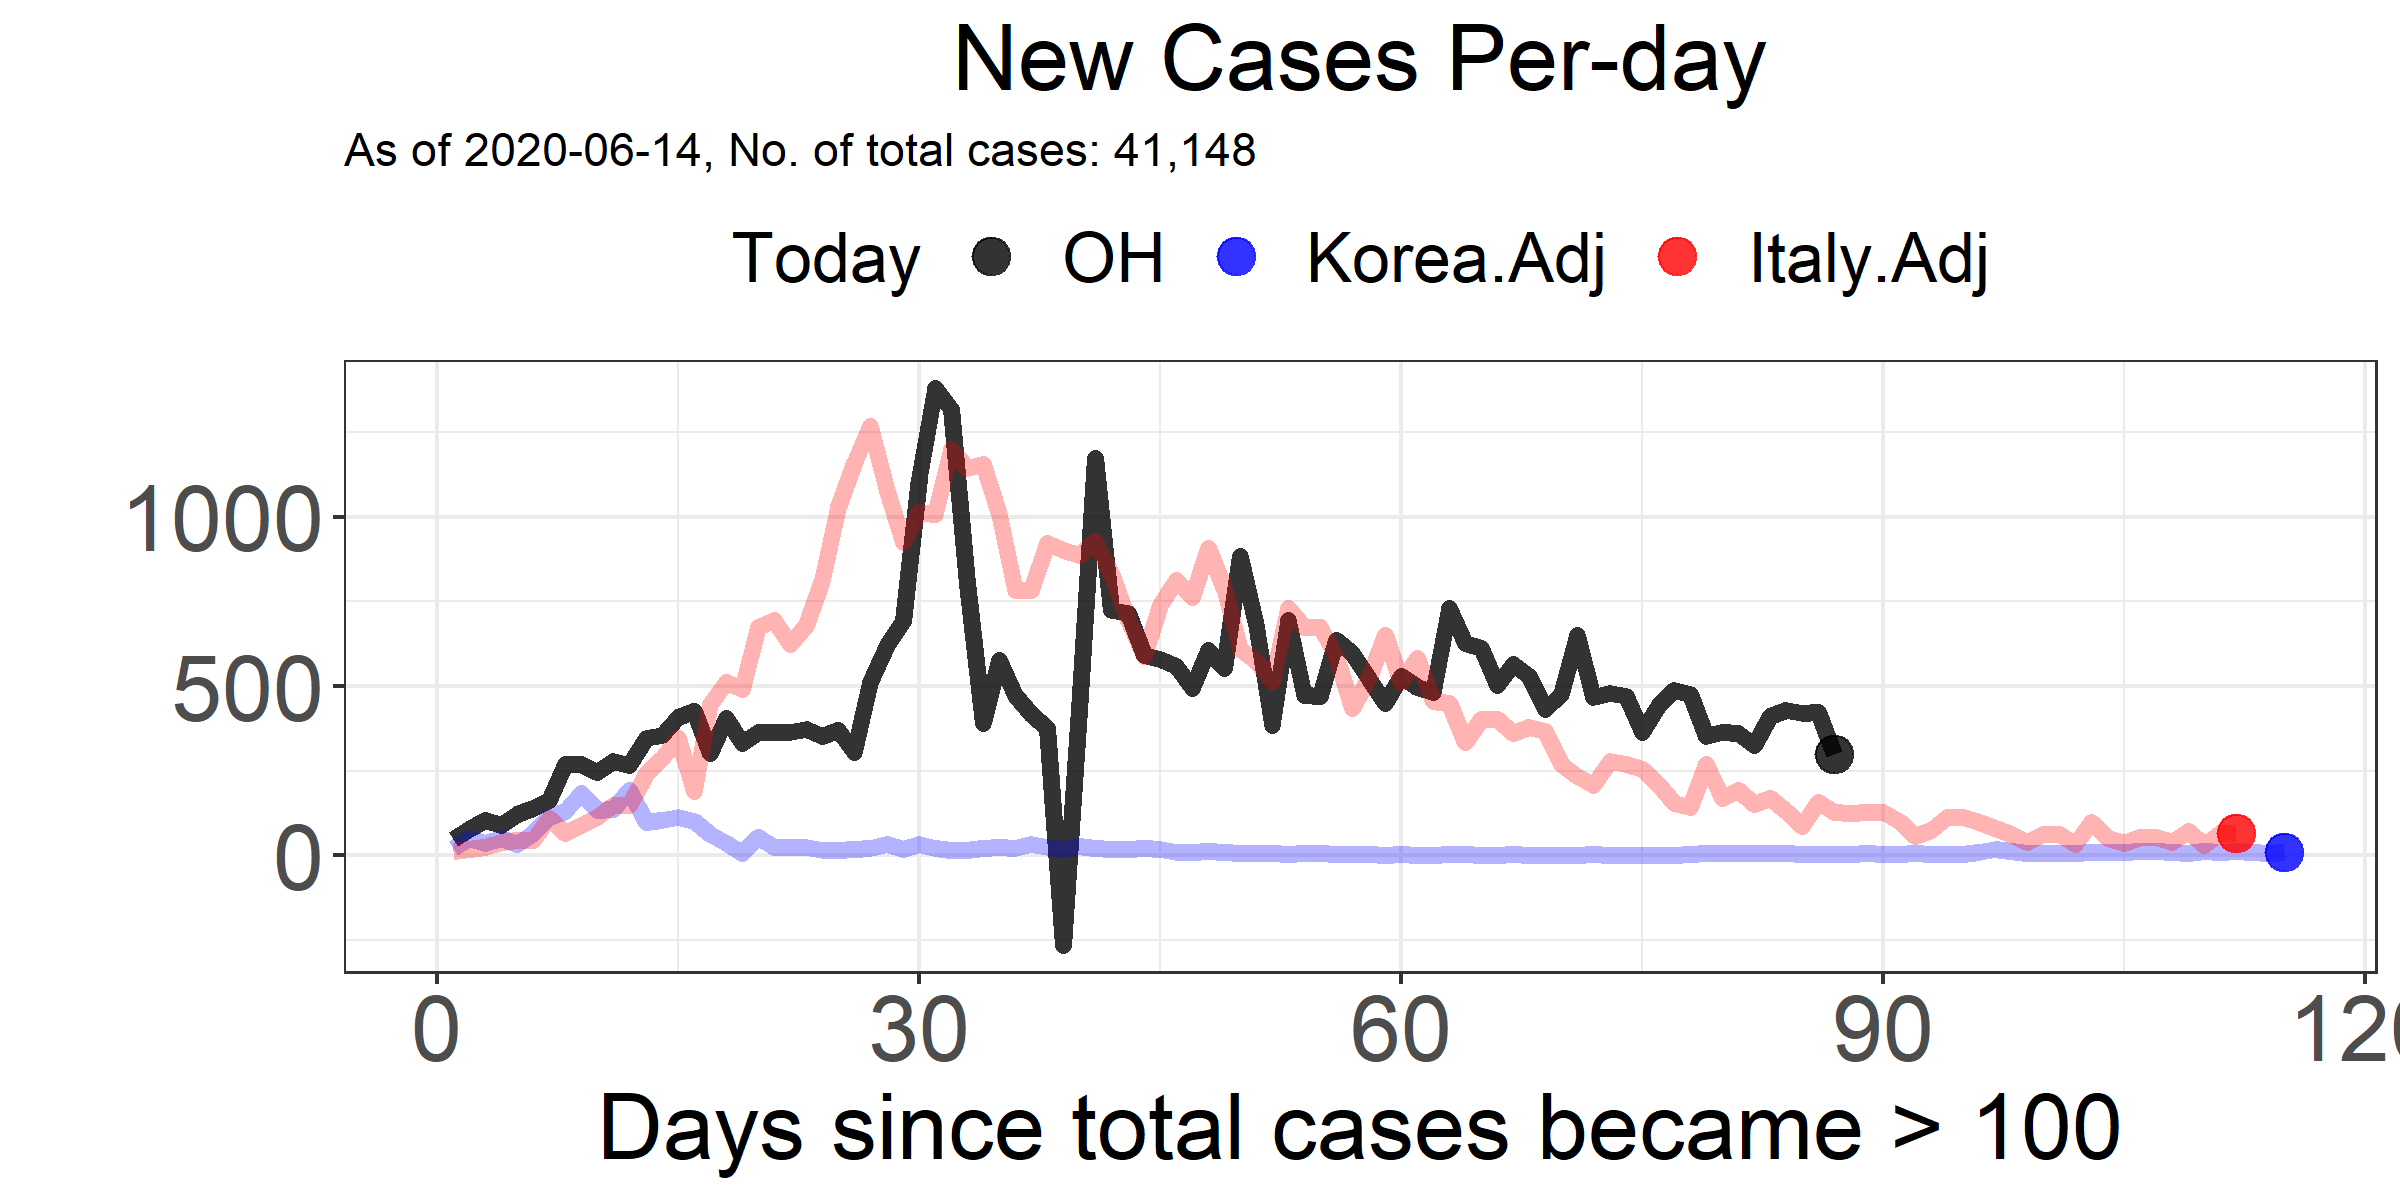 New Cases Per-day
As of 2020-06-14, No. of total cases: 41,148
Today OH Korea.Adj Italy.Adj
1000
500
0
0 30 60 90 120
Days since total cases became > 100